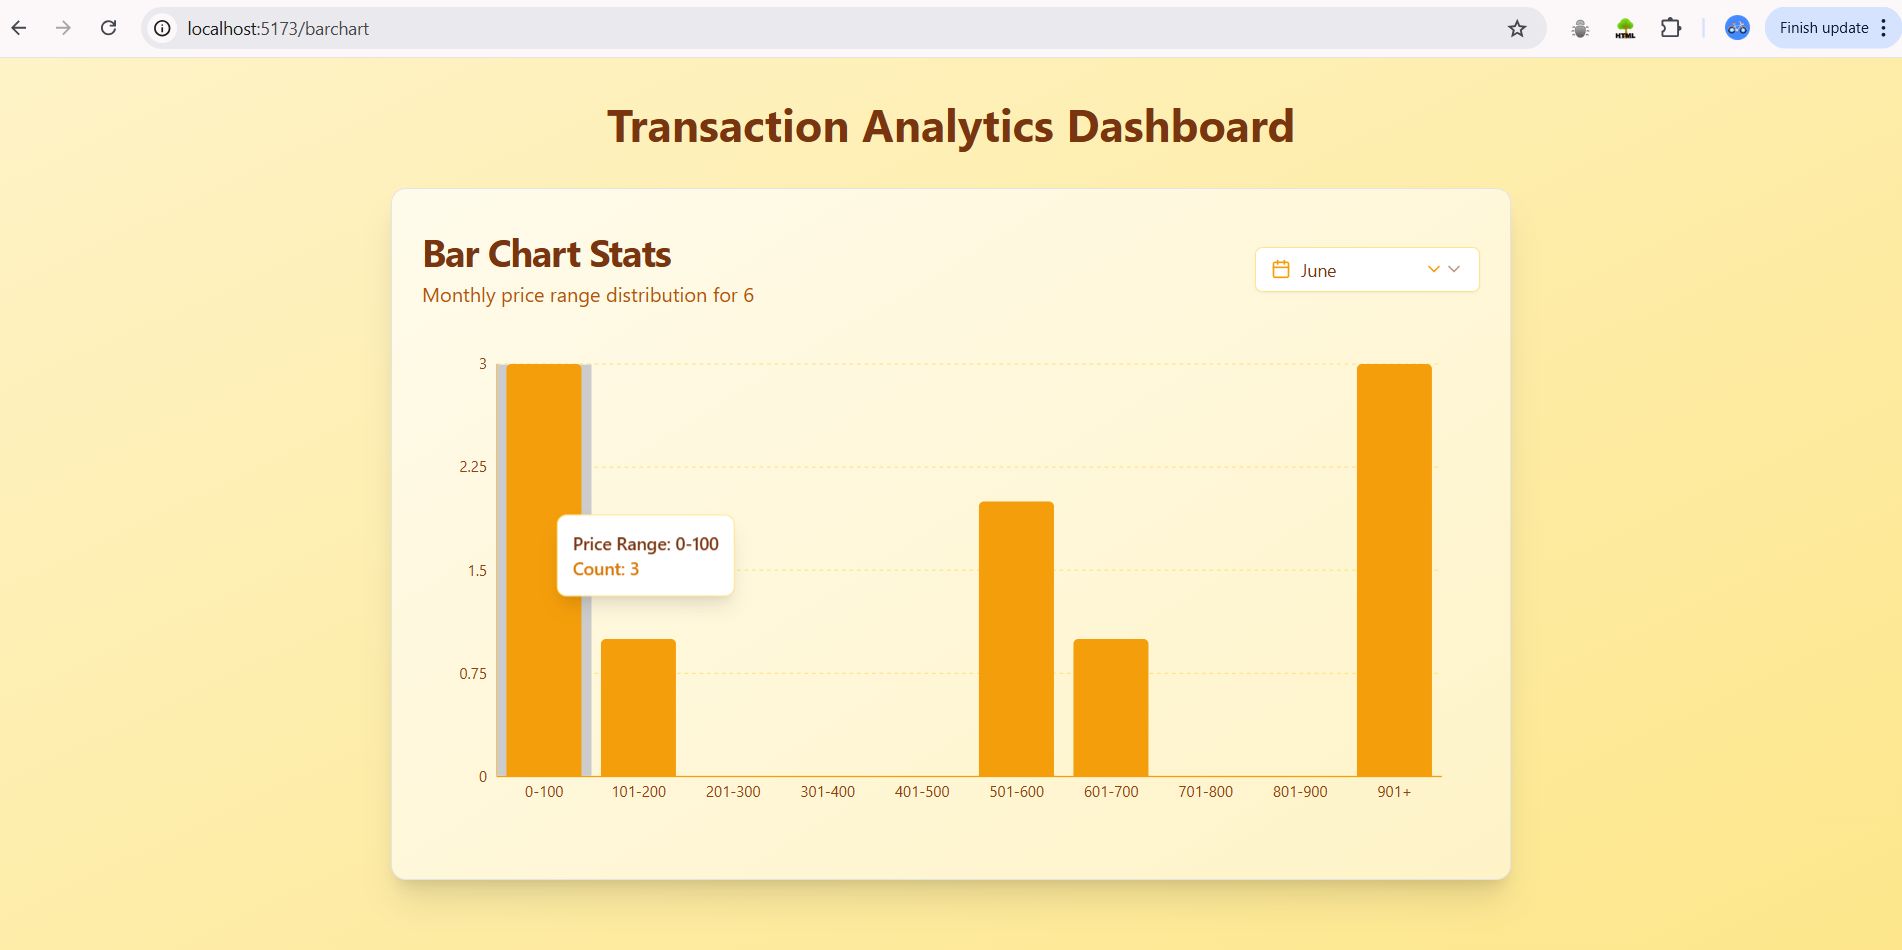 localhost:5173/barchart
HTML
Finish update
Transaction Analytics Dashboard
Bar Chart Stats
June
Monthly price range distribution for 6
3
2.25
Price Range: 0-100
Count: 3
1.5
0.75
0
0-100 101-200 201-300 301-400 401-500 501-600 601-700 701-800 801-900 901+